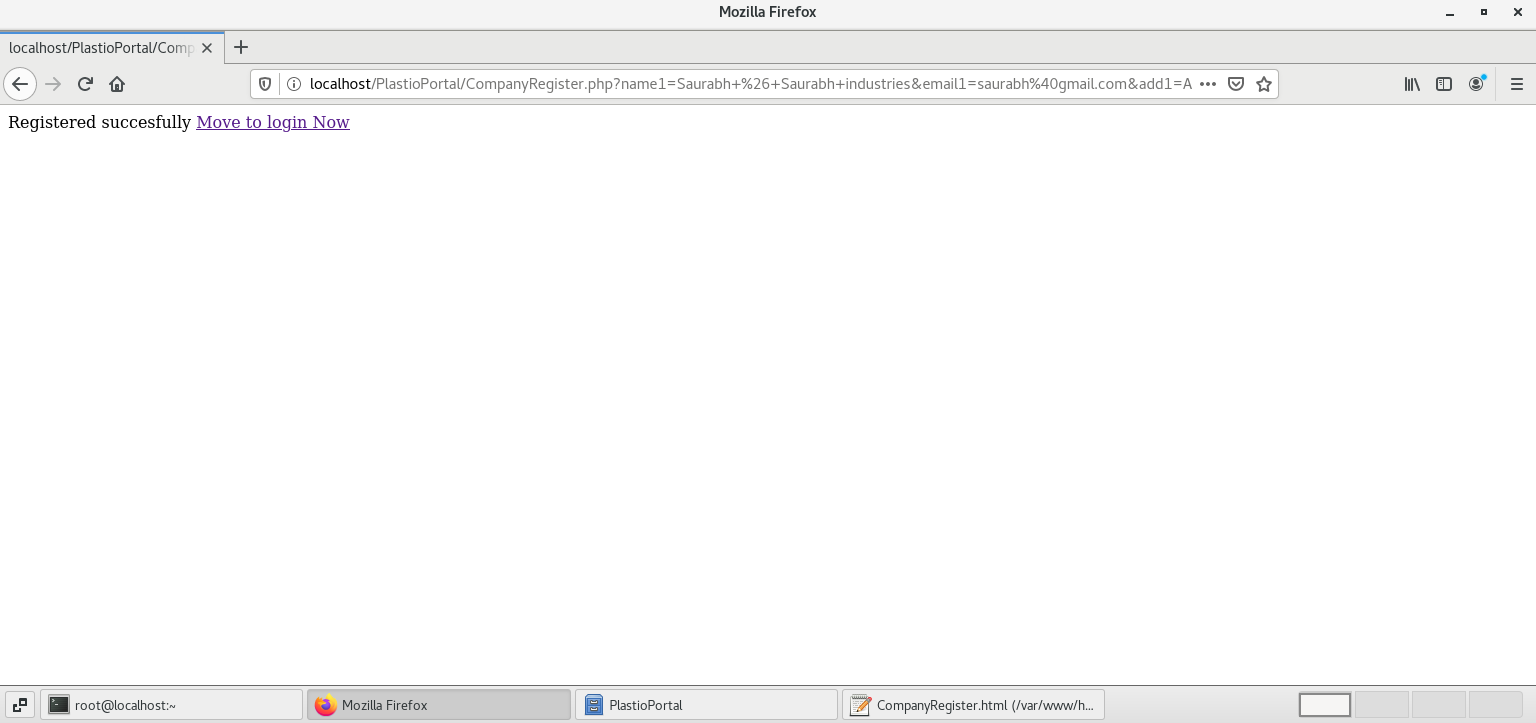 Mozilla Firefox
localhost/PlastioPortal/Comp
localhost/PlastioPortal/CompanyRegister.php?name1=Saurabh+%26+Saurabh+industries&email1=saurabh%40gmail.com&add1=A
Registered succesfully Move to login Now
root@localhost:~
Mozilla Firefox
PlastioPortal
CompanyRegister.html (/var/www/h...